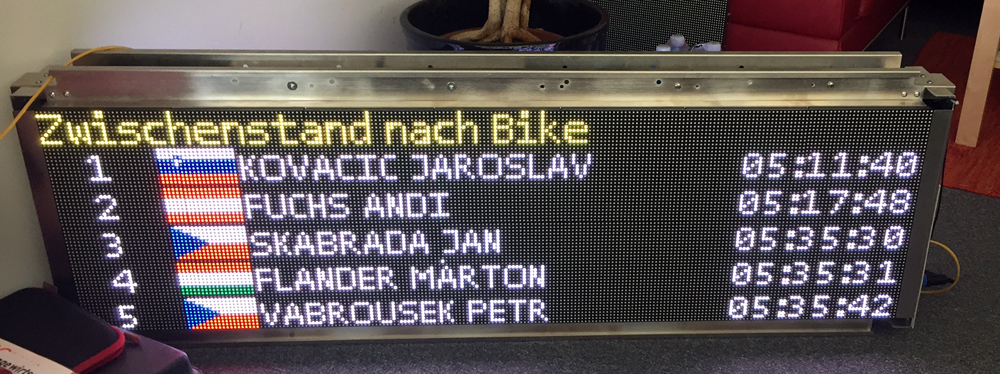 Zwischenstand nach Bike
1 KOVACIC JAROSLAV 05:11:40
2 FUCHS ANDI 05:17:48
3 SKABRADA JAN 05:35:30
4 FLANDER MÁRTON 05:35:31
5 VABROUSEK PETR 05:35:42